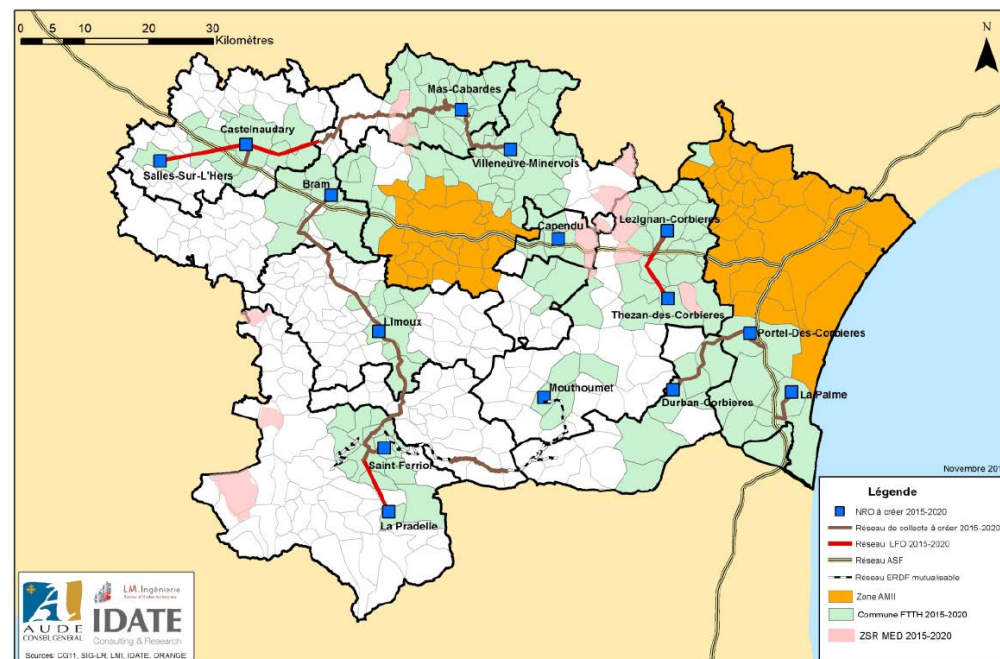 0 5 10 20 30
Kilomètres
N
Mas-Cabardes
Castelnaudary
Salles-Sur-L'Hers
Villeneuve-Minervois
Bram
Capendu
Lezignan-Corbieres
Thezan-des-Corbieres
Limoux
Portel-Des-Corbieres
Mouthoumet
Durban-Corbieres
La Palme
Saint-Ferriol
La Pradelle
Novembre 201
Légende
NRO à créer 2015-2020
Réseau de collecte à créer 2015-2020
Réseau LFO 2015-2020
Réseau ASF
Réseau ERDF mutualisable
Zone AMII
Commune FTTH 2015-2020
ZSR MED 2015-2020
AUDE
CONSEIL GENERAL
LM.Ingénierie
IDATE
Consulting & Research
Sources: CG11, SIG-LR, LMI, IDATE, ORANGE